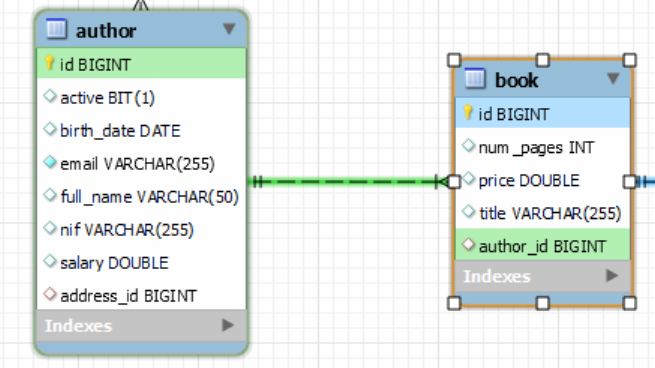 author
id BIGINT
active BIT(1)
birth_date DATE
email VARCHAR(255)
full_name VARCHAR(50)
nif VARCHAR(255)
salary DOUBLE
address_id BIGINT
Indexes
book
id BIGINT
num_pages INT
price DOUBLE
title VARCHAR(255)
author_id BIGINT
Indexes